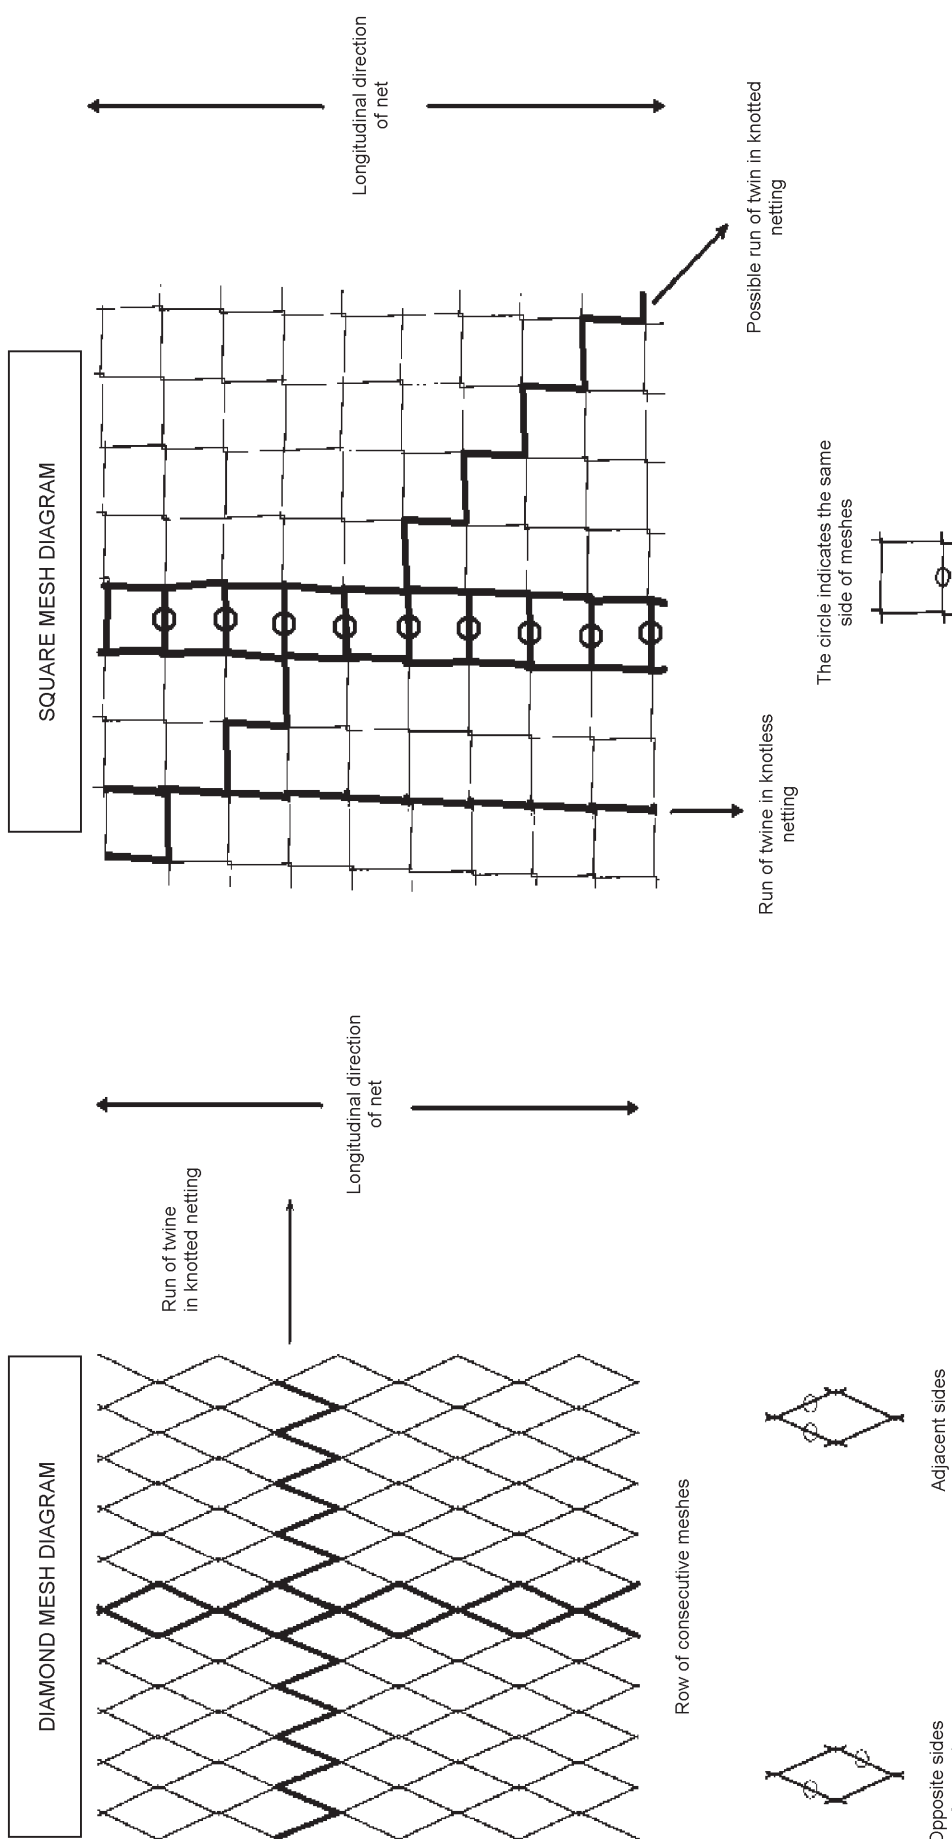 DIAMOND MESH DIAGRAM
Run of twine
in knotted netting
Longitudinal direction
of net
Row of consecutive meshes
Opposite sides
Adjacent sides
SQUARE MESH DIAGRAM
Longitudinal direction
of net
Possible run of twin in knotted
netting
Run of twine in knotless
netting
The circle indicates the same
side of meshes